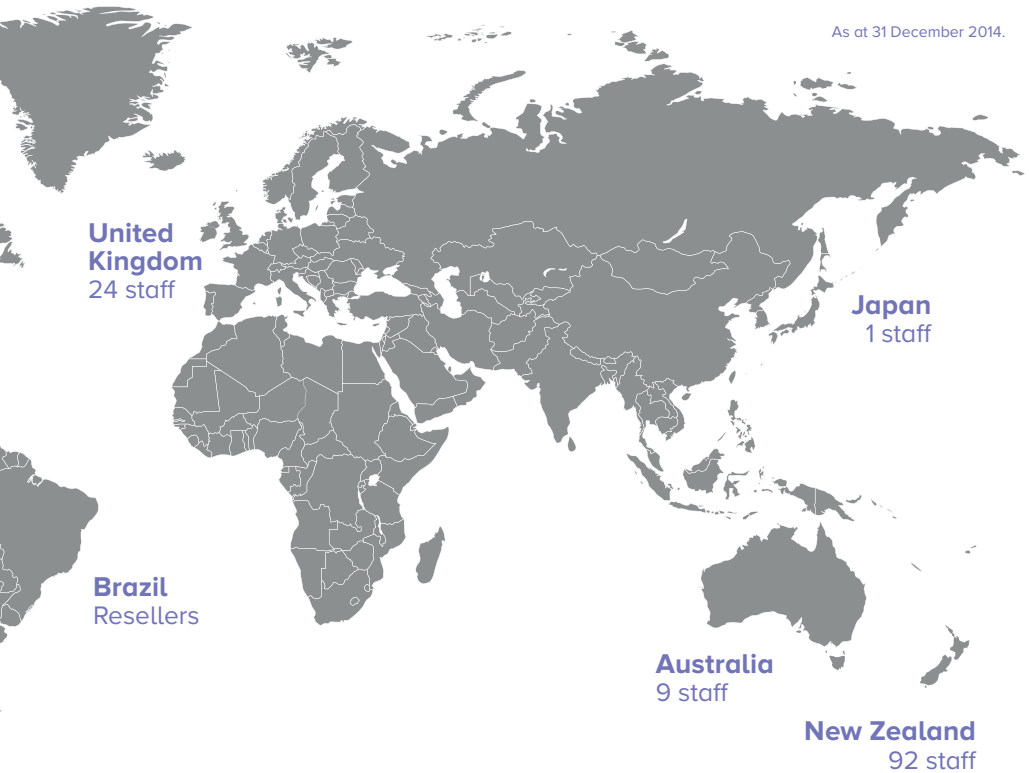 As at 31 December 2014.
United
Kingdom
24 staff
Japan
1 staff
Brazil
Resellers
Australia
9 staff
New Zealand
92 staff